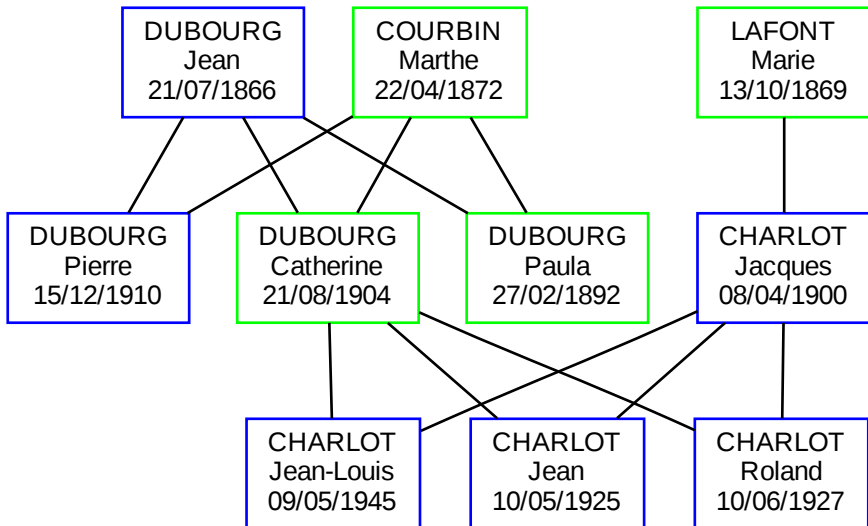 DUBOURG
Jean
21/07/1866
COURBIN
Marthe
22/04/1872
LAFONT
Marie
13/10/1869
DUBOURG
Pierre
15/12/1910
DUBOURG
Catherine
21/08/1904
DUBOURG
Paula
27/02/1892
CHARLOT
Jacques
08/04/1900
CHARLOT
Jean-Louis
09/05/1945
CHARLOT
Jean
10/05/1925
CHARLOT
Roland
10/06/1927